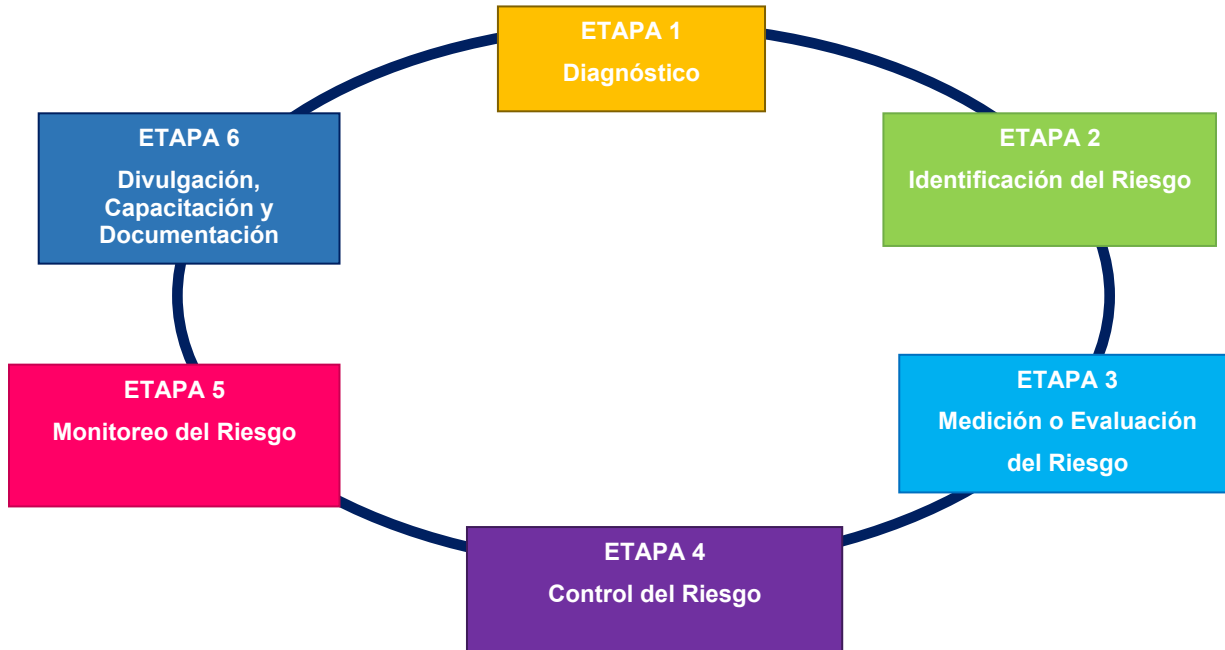 ETAPA 1
Diagnóstico
ETAPA 2
Identificación del Riesgo
ETAPA 3
Medición o Evaluación
del Riesgo
ETAPA 4
Control del Riesgo
ETAPA 5
Monitoreo del Riesgo
ETAPA 6
Divulgación,
Capacitación y
Documentación